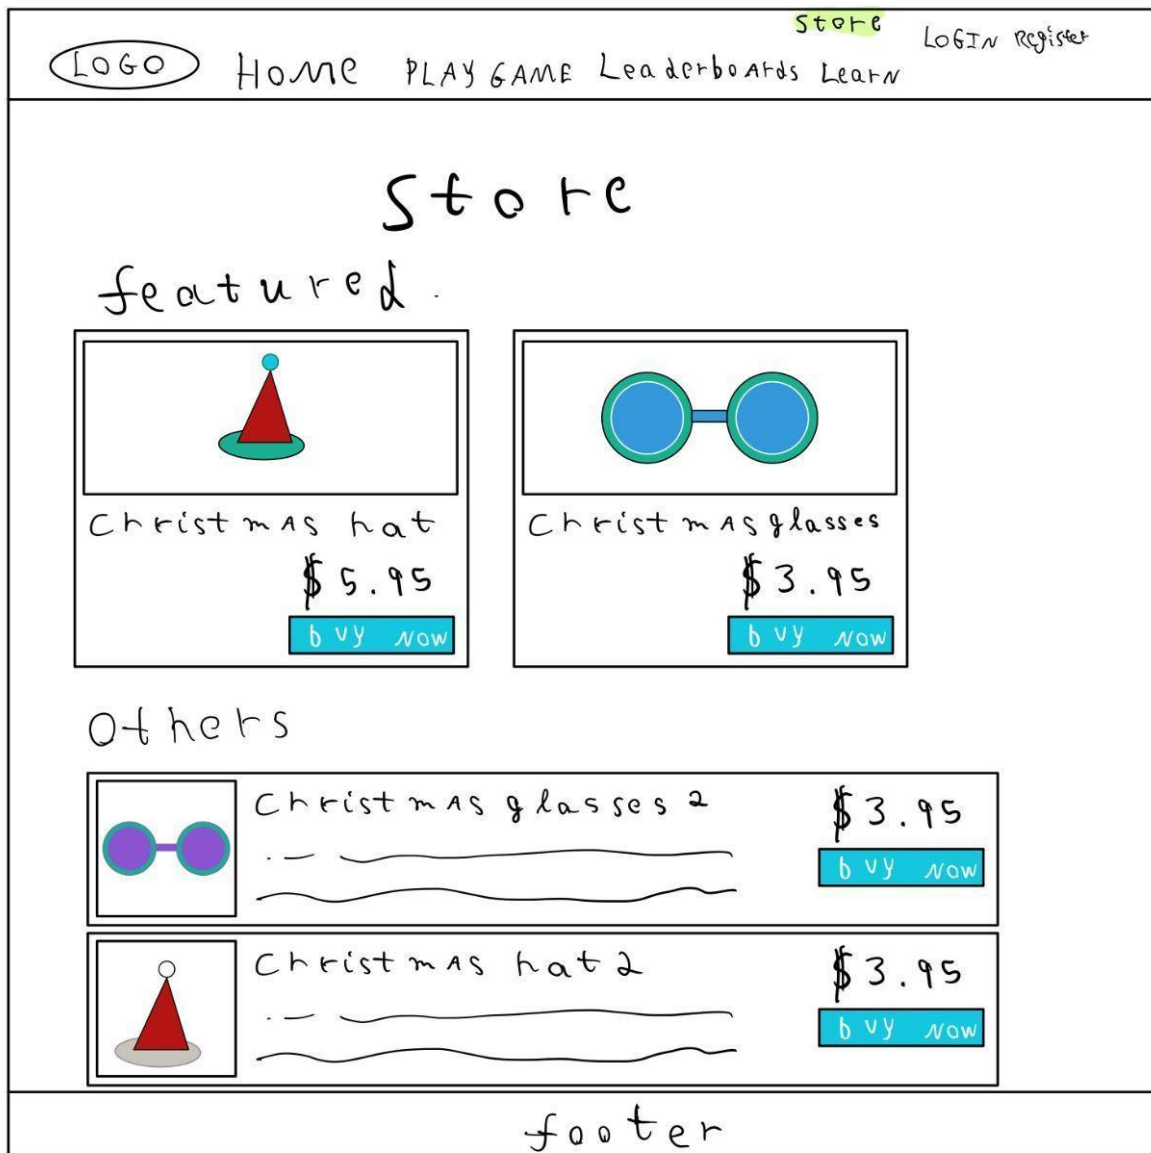 Store
LOGIN Register
LOGO HOME PLAY GAME Leaderboards Learn
Store
featured.
Christmas hat
$5.95
buy now
Christmas glasses
$3.95
buy now
Others
Christmas glasses 2
$3.95
buy now
Christmas hat 2
$3.95
buy now
footer